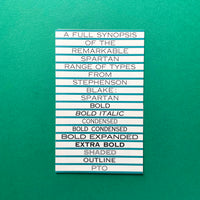 A FULL SYNOPSIS
OF THE
REMARKABLE
SPARTAN
RANGE OF TYPES
FROM
STEPHENSON
BLAKE:
SPARTAN
BOLD
BOLD ITALIC
CONDENSED
BOLD CONDENSED
BOLD EXPANDED
EXTRA BOLD
SHADED
OUTLINE
PTO